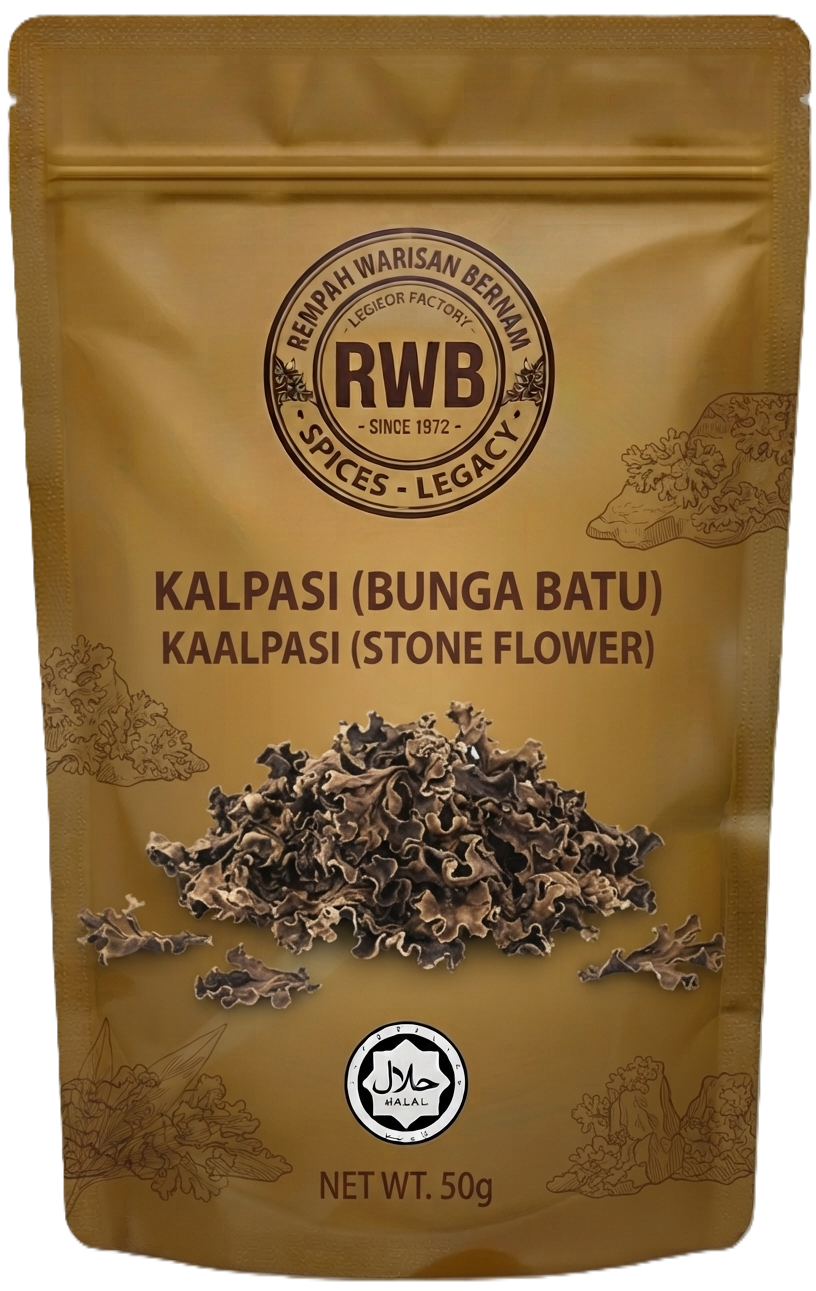 REMPAH WARISAN BERNAM
- LEGIEOR FACTORY -
RWB
- SINCE 1972 -
• SPICES - LEGACY •
KALPASI (BUNGA BATU)
KAALPASI (STONE FLOWER)
حلال
HALAL
NET WT. 50g